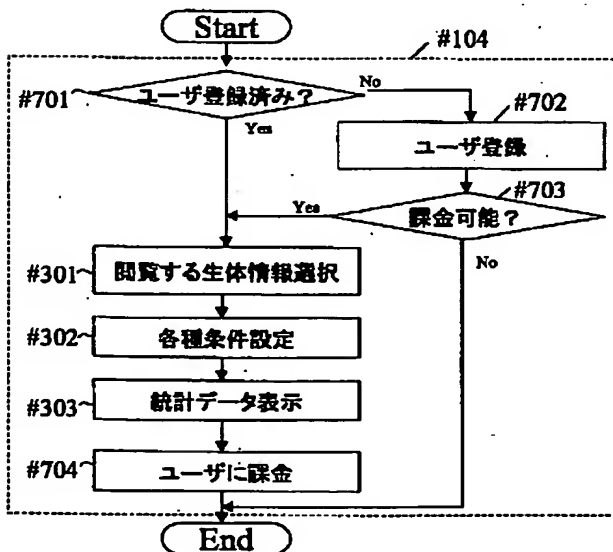 Start
#104
#701 ユーザ登録済み? No
#702
Yes
ユーザ登録
#703
Yes 課金可能?
No
#301 閲覧する生体情報選択
#302 各種条件設定
#303 統計データ表示
#704 ユーザに課金
End